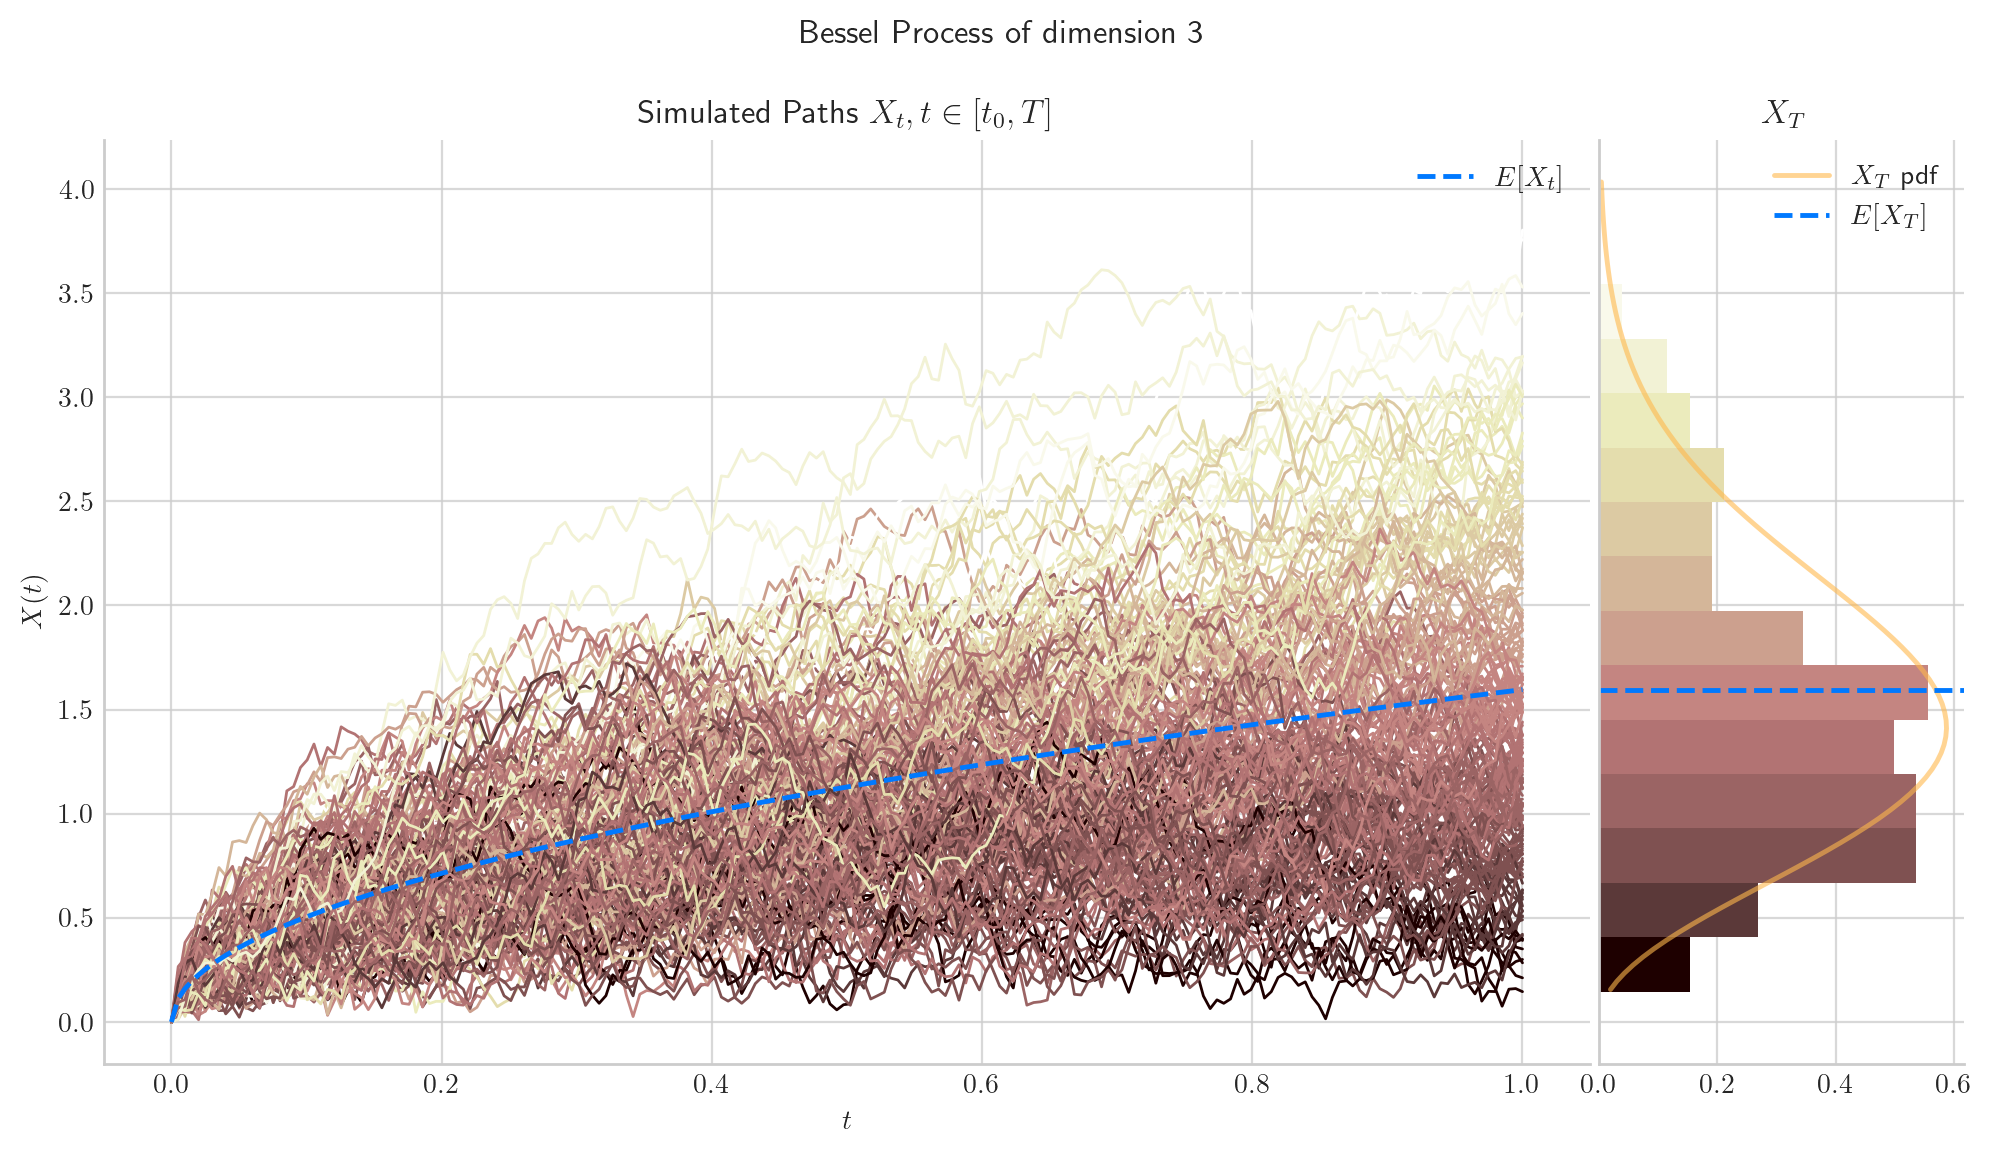 Bessel Process of dimension 3
Simulated Paths $X_t, t \in [t_0, T]$
$X_T$
$E[X_t]$
$X_T$ pdf
$E[X_T]$
4.0
3.5
3.0
2.5
2.0
1.5
1.0
0.5
0.0
$X(t)$
0.0 0.2 0.4 0.6 0.8 1.0
0.0 0.2 0.4 0.6
$t$